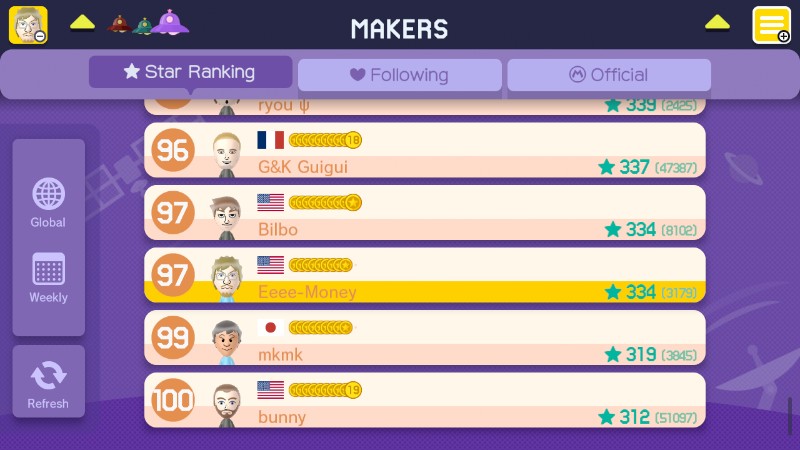 MAKERS
Star Ranking
Following
Official
ryou ψ
339 (2425)
96
18
G&K Guigui
337 (47387)
97
Bilbo
334 (8102)
97
Eeee-Money
334 (3179)
99
mkmk
319 (3845)
100
19
bunny
312 (51097)
Global
Weekly
Refresh